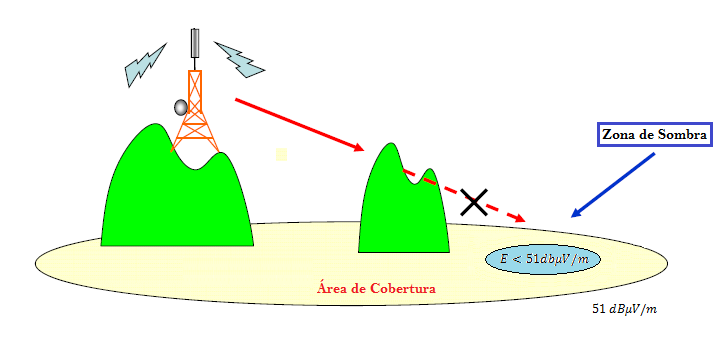 Zona de Sombra
E < 51dbμV/m
Área de Cobertura
51 dBμV/m